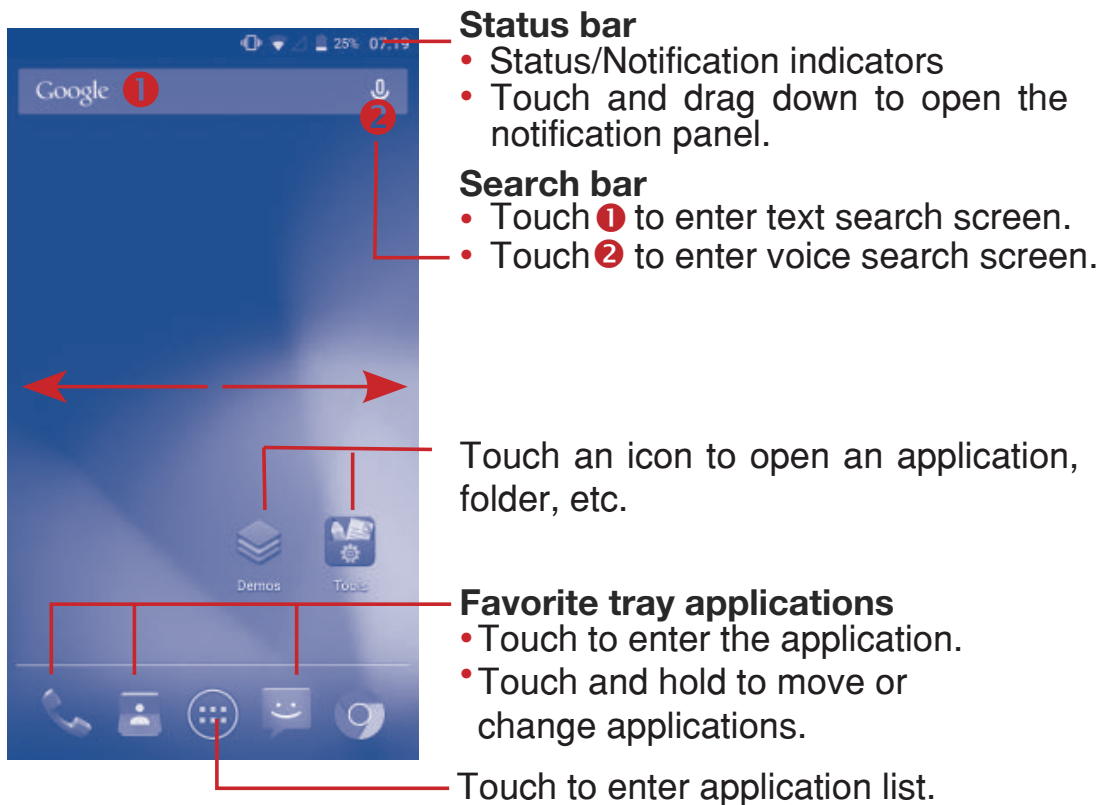 25% 07:19
Google ❶
❷
Status bar
• Status/Notification indicators
• Touch and drag down to open the
notification panel.
Search bar
• Touch ❶ to enter text search screen.
• Touch ❷ to enter voice search screen.
Touch an icon to open an application,
folder, etc.
Demos Tools
Favorite tray applications
• Touch to enter the application.
• Touch and hold to move or
change applications.
Touch to enter application list.